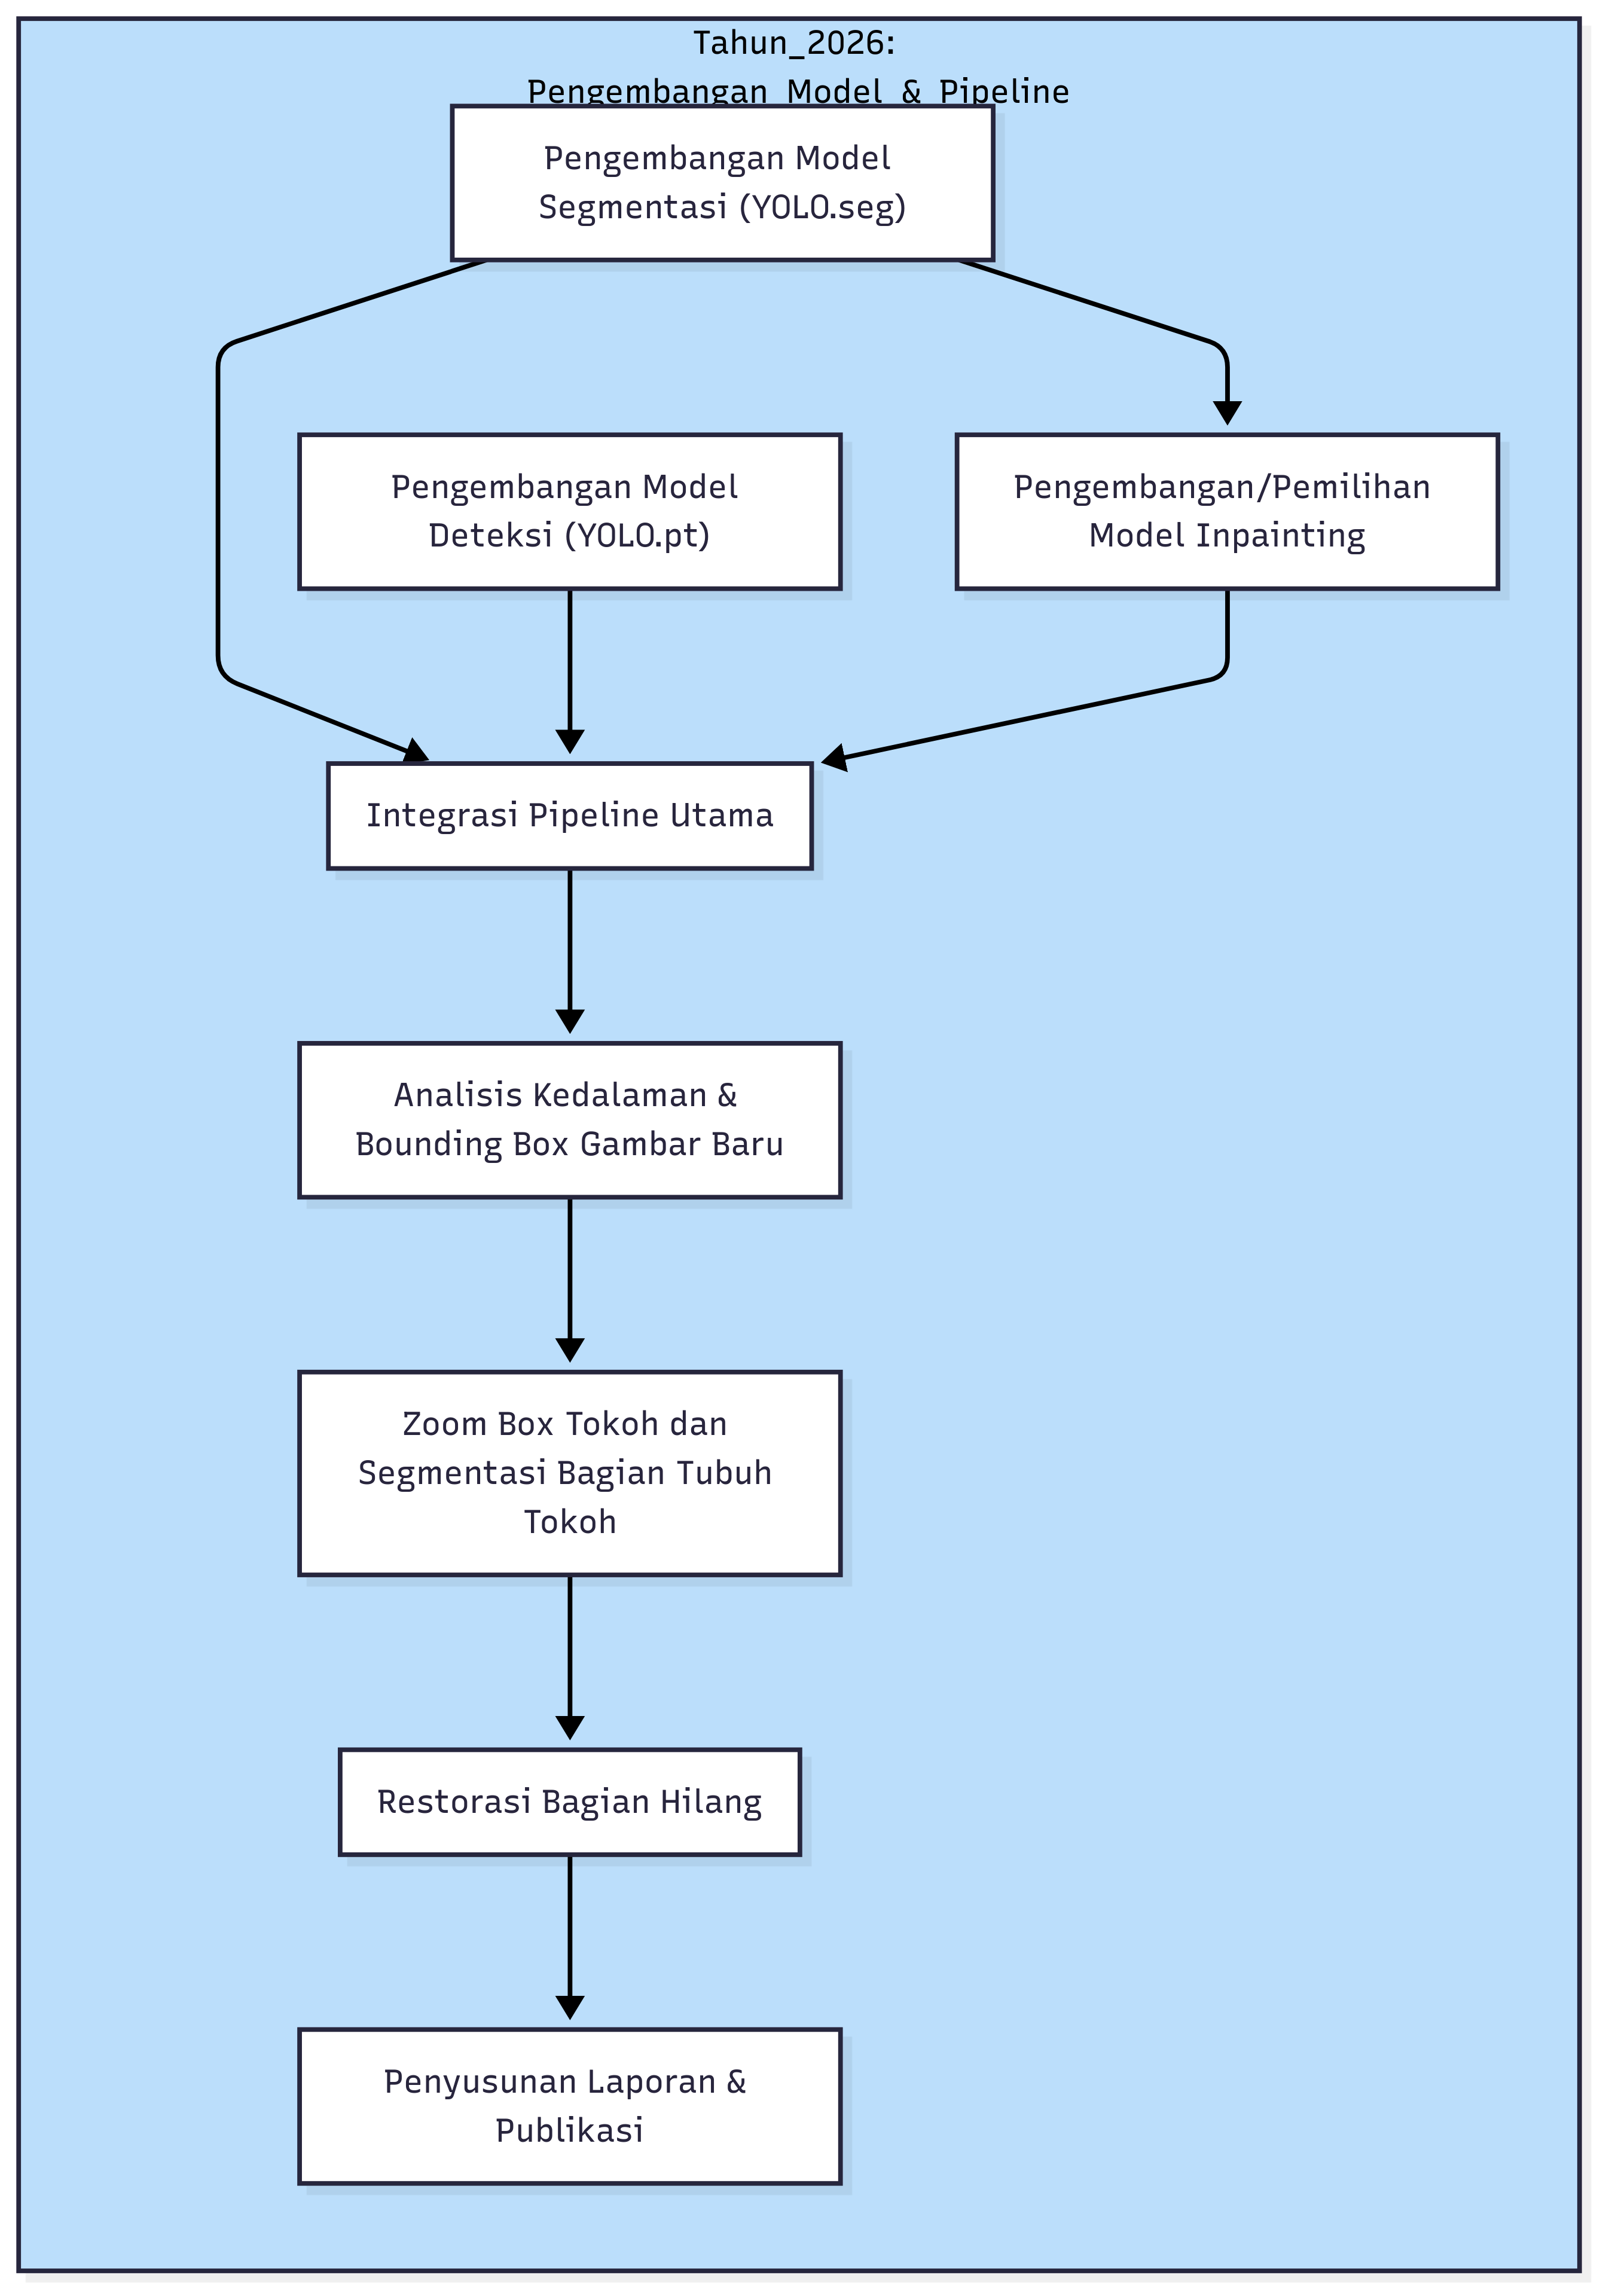 Tahun_2026:
Pengembangan_Model_&_Pipeline
Pengembangan Model
Segmentasi (YOLO.seg)
Pengembangan Model
Deteksi (YOLO.pt)
Pengembangan/Pemilihan
Model Inpainting
Integrasi Pipeline Utama
Analisis Kedalaman &
Bounding Box Gambar Baru
Zoom Box Tokoh dan
Segmentasi Bagian Tubuh
Tokoh
Restorasi Bagian Hilang
Penyusunan Laporan &
Publikasi